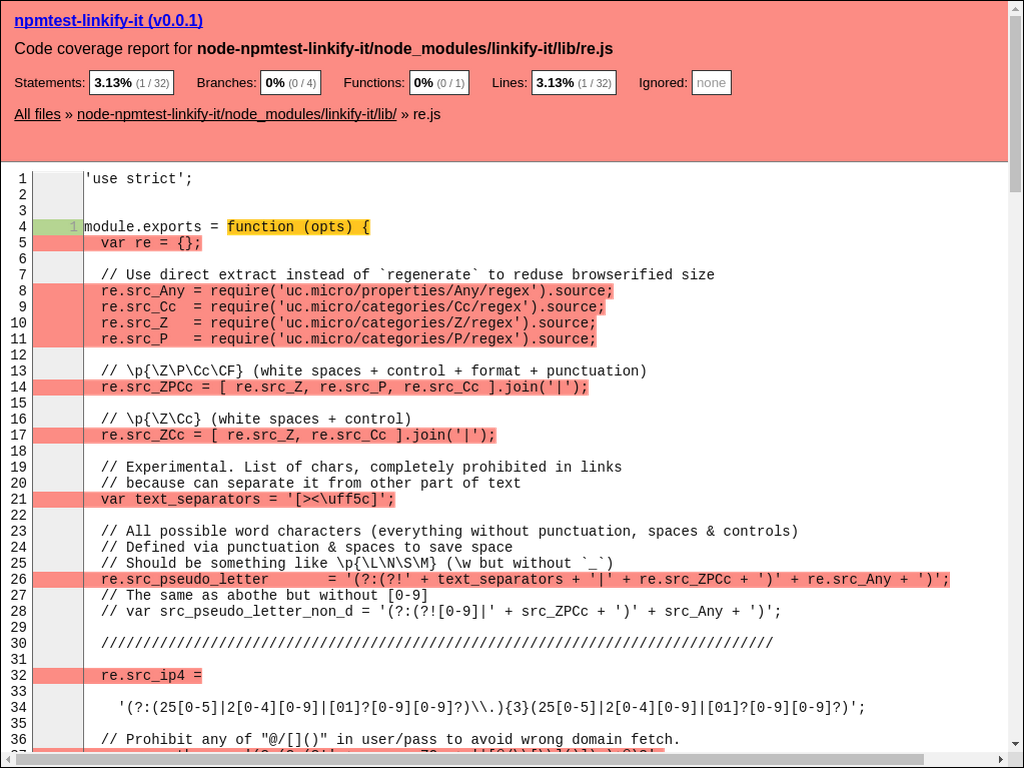 npmtest-linkify-it (v0.0.1)
Code coverage report for node-npmtest-linkify-it/node_modules/linkify-it/lib/re.js
Statements: 3.13% (1 / 32) Branches: 0% (0 / 4) Functions: 0% (0 / 1) Lines: 3.13% (1 / 32) Ignored: none
All files » node-npmtest-linkify-it/node_modules/linkify-it/lib/ » re.js
1 'use strict';
2
3
4 1 module.exports = function (opts) {
5 var re = {};
6
7 // Use direct extract instead of `regenerate` to reduse browserified size
8 re.src_Any = require('uc.micro/properties/Any/regex').source;
9 re.src_Cc  = require('uc.micro/categories/Cc/regex').source;
10 re.src_Z   = require('uc.micro/categories/Z/regex').source;
11 re.src_P   = require('uc.micro/categories/P/regex').source;
12
13 // \p{\Z\P\Cc\CF} (white spaces + control + format + punctuation)
14 re.src_ZPCc = [ re.src_Z, re.src_P, re.src_Cc ].join('|');
15
16 // \p{\Z\Cc} (white spaces + control)
17 re.src_ZCc = [ re.src_Z, re.src_Cc ].join('|');
18
19 // Experimental. List of chars, completely prohibited in links
20 // because can separate it from other part of text
21 var text_separators = '[><\uff5c]';
22
23 // All possible word characters (everything without punctuation, spaces & controls)
24 // Defined via punctuation & spaces to save space
25 // Should be something like \p{\L\N\S\M} (\w but without `_`)
26 re.src_pseudo_letter       = '(?:(?!' + text_separators + '|' + re.src_ZPCc + ')' + re.src_Any + ')';
27 // The same as abothe but without [0-9]
28 // var src_pseudo_letter_non_d = '(?:(?![0-9]|' + src_ZPCc + ')' + src_Any + ')';
29
30 ////////////////////////////////////////////////////////////////////////////////
31
32 re.src_ip4 =
33
34 '(?:(25[0-5]|2[0-4][0-9]|[01]?[0-9][0-9]?)\\.){3}(25[0-5]|2[0-4][0-9]|[01]?[0-9][0-9]?)';
35
36 // Prohibit any of "@/[]()" in user/pass to avoid wrong domain fetch.